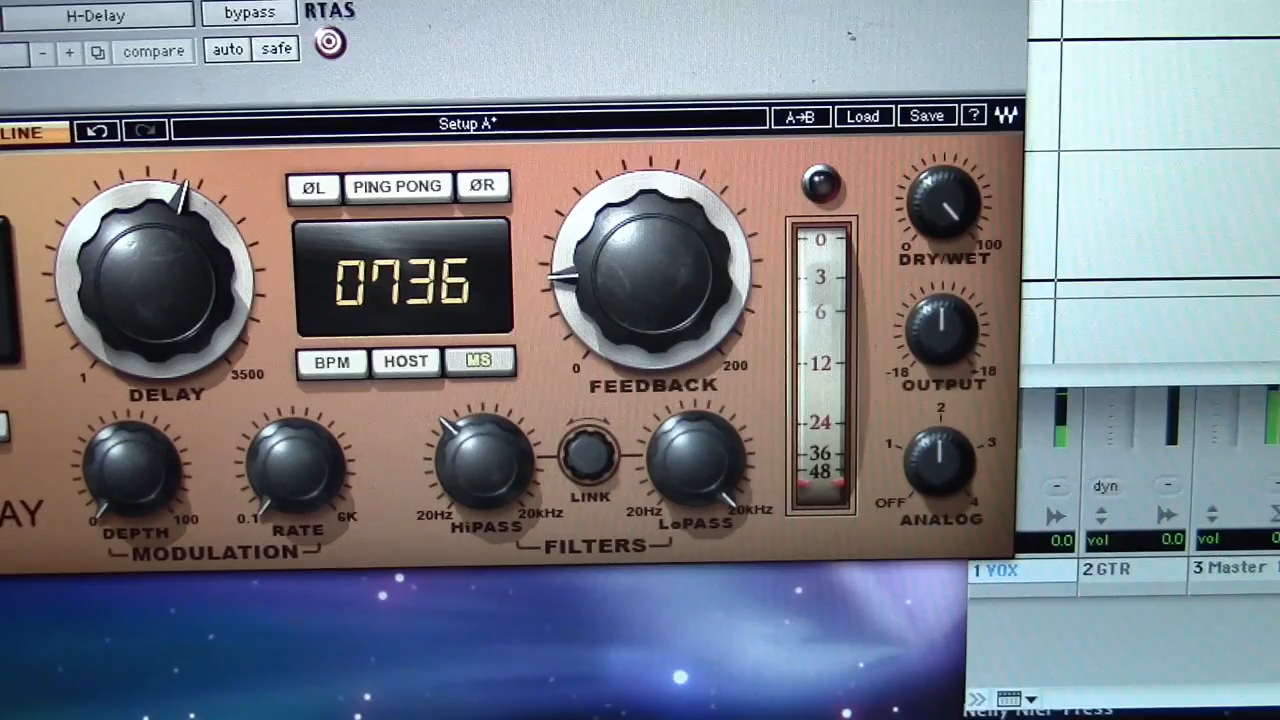 H-Delay
bypass
RTAS
- + compare
auto safe
LINE
Setup A*
A→B
Load
Save
?
ØL
PING PONG
ØR
0736
BPM
HOST
MS
1
3500
DELAY
0
200
FEEDBACK
0
3
6
12
24
36
48
0
100
DRY/WET
-18
+18
OUTPUT
2
1
3
OFF
4
ANALOG
0
100
DEPTH
0.1
6K
RATE
MODULATION
20Hz
20kHz
HiPASS
LINK
20Hz
20kHz
LoPASS
FILTERS
AY
dyn
0.0
vol 0.0
vol
1 VOX
2 GTR
3 Master 1